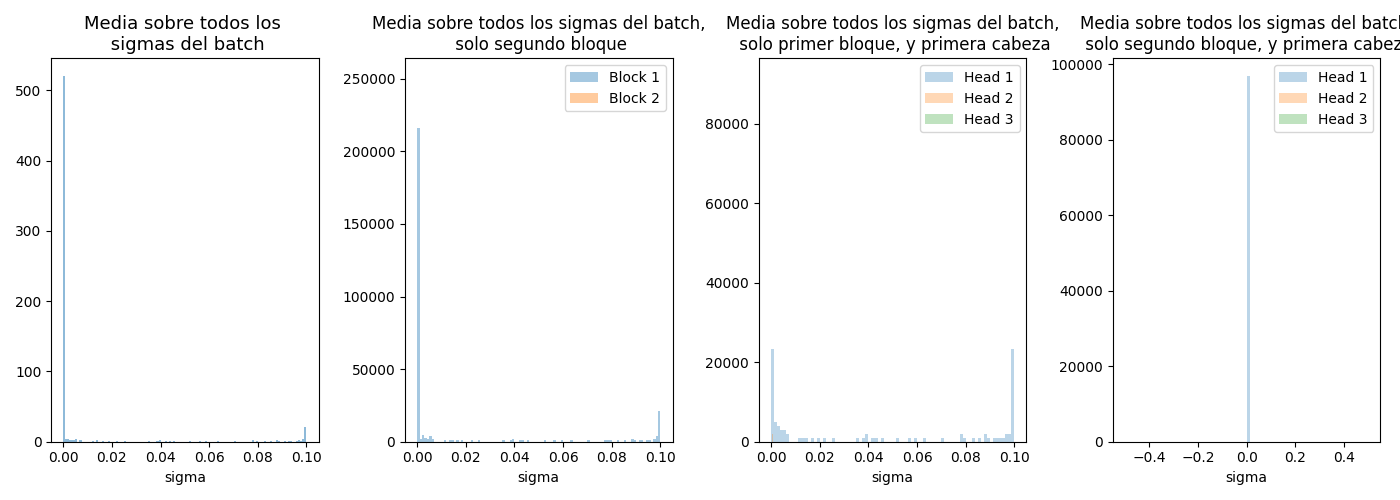 Media sobre todos los
sigmas del batch
500
400
300
200
100
0
0.00 0.02 0.04 0.06 0.08 0.10
sigma
Media sobre todos los sigmas del batch,
solo segundo bloque
Block 1
Block 2
250000
200000
150000
100000
50000
0
0.00 0.02 0.04 0.06 0.08 0.10
sigma
Media sobre todos los sigmas del batch,
solo primer bloque, y primera cabeza
Head 1
Head 2
Head 3
80000
60000
40000
20000
0
0.00 0.02 0.04 0.06 0.08 0.10
sigma
Media sobre todos los sigmas del batch
solo segundo bloque, y primera cabez
Head 1
Head 2
Head 3
100000
80000
60000
40000
20000
0
−0.4 −0.2 0.0 0.2 0.4
sigma